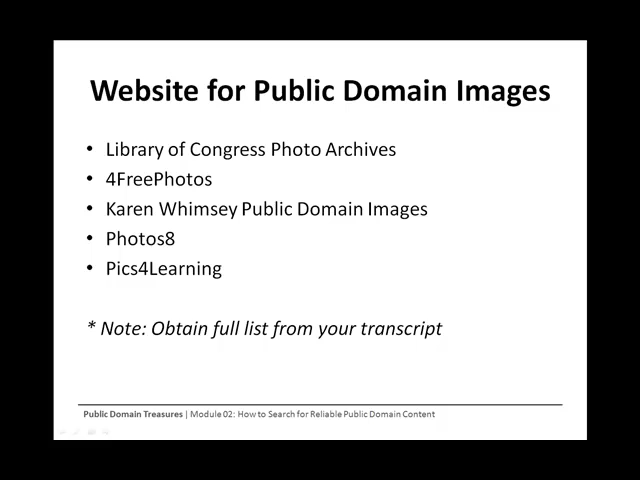 Website for Public Domain Images
• Library of Congress Photo Archives
• 4FreePhotos
• Karen Whimsey Public Domain Images
• Photos8
• Pics4Learning
* Note: Obtain full list from your transcript
Public Domain Treasures | Module 02: How to Search for Reliable Public Domain Content